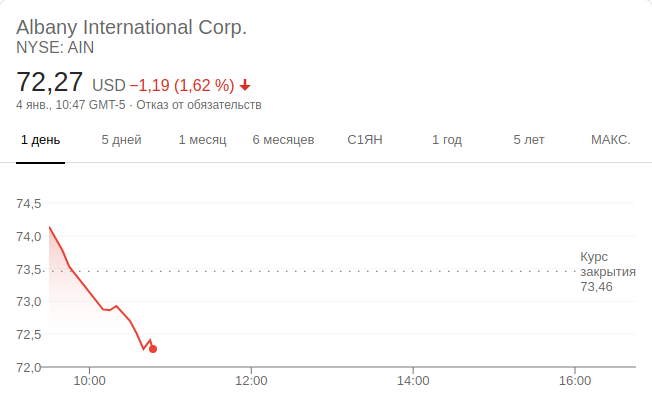 Albany International Corp.
NYSE: AIN
72,27 USD −1,19 (1,62 %)
4 янв., 10:47 GMT-5 · Отказ от обязательств
1 день 5 дней 1 месяц 6 месяцев С1ЯН 1 год 5 лет МАКС.
74,5
74,0
73,5
73,0
72,5
72,0
Курс
закрытия
73,46
10:00 12:00 14:00 16:00